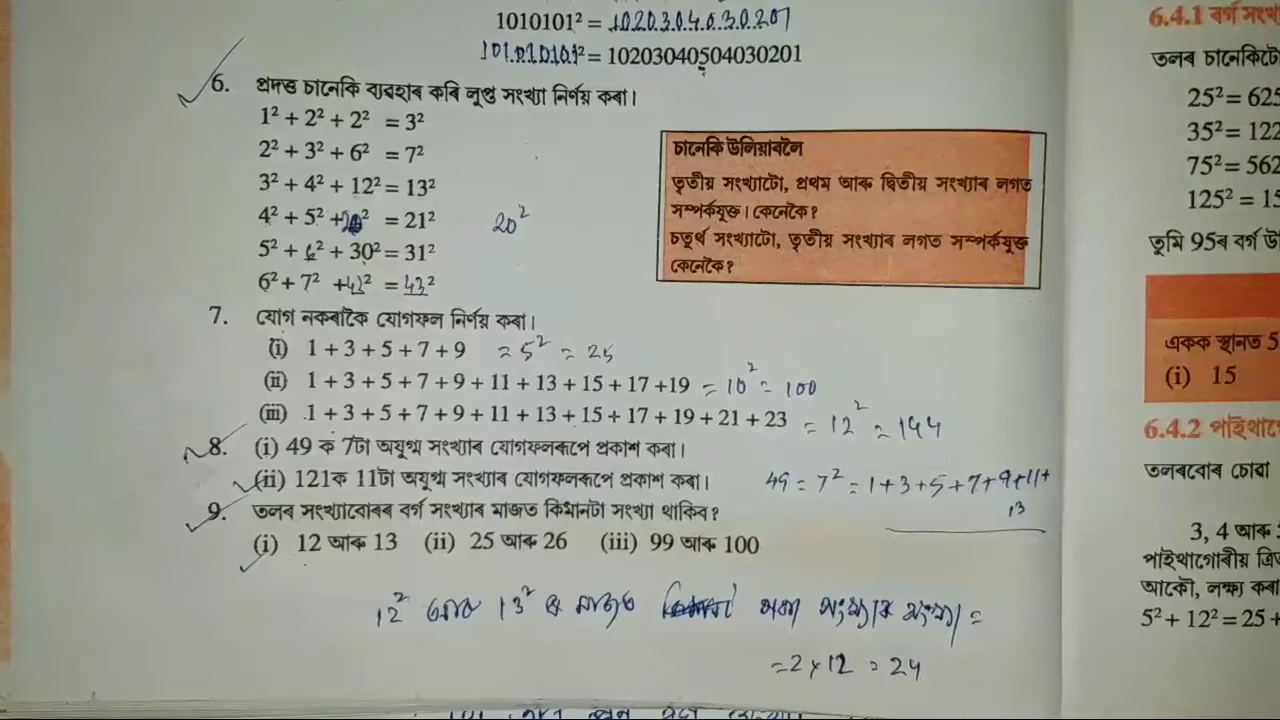 1010101² = 1020304030201
101010101² = 10203040504030201
6. প্ৰদত্ত চানেকি ব্যৱহাৰ কৰি লুপ্ত সংখ্যা নিৰ্ণয় কৰা।
1² + 2² + 2² = 3²
2² + 3² + 6² = 7²
3² + 4² + 12² = 13²
4² + 5² + 20² = 21² 20²
5² + 6² + 30² = 31²
6² + 7² + 42² = 43²
চানেকি উলিয়াবলৈ
তৃতীয় সংখ্যাটো, প্ৰথম আৰু দ্বিতীয় সংখ্যাৰ লগত
সম্পৰ্কযুক্ত। কেনেকৈ?
চতুৰ্থ সংখ্যাটো, তৃতীয় সংখ্যাৰ লগত সম্পৰ্কযুক্ত
কেনেকৈ?
7. যোগ নকৰাকৈ যোগফল নিৰ্ণয় কৰা।
(i) 1 + 3 + 5 + 7 + 9 = 5² = 25
(ii) 1 + 3 + 5 + 7 + 9 + 11 + 13 + 15 + 17 +19 = 10² = 100
(iii) 1 + 3 + 5 + 7 + 9 + 11 + 13 + 15 + 17 + 19 + 21 + 23 = 12² = 144
8. (i) 49 ক 7টা অযুগ্ম সংখ্যাৰ যোগফলৰূপে প্ৰকাশ কৰা।
(ii) 121ক 11টা অযুগ্ম সংখ্যাৰ যোগফলৰূপে প্ৰকাশ কৰা।
49 = 7² = 1+3+5+7+9+11+
13
9. তলৰ সংখ্যাবোৰৰ বৰ্গ সংখ্যাৰ মাজত কিমানটা সংখ্যা থাকিব?
(i) 12 আৰু 13 (ii) 25 আৰু 26 (iii) 99 আৰু 100
12² আৰু 13² ৰ মাজত থকা সংখ্যাৰ সংখ্যা =
= 2 × 12 = 24
6.4.1 বৰ্গ সংখ্
তলৰ চানেকিটো
25² = 625
35² = 122
75² = 562
125² = 15
তুমি 95ৰ বৰ্গ উ
একক স্থানত 5
(i) 15
6.4.2 পাইথাগো
তলৰবোৰ চোৱা
3, 4 আৰু
পাইথাগোৰীয় ত্ৰি
আকৌ, লক্ষ্য কৰা
5² + 12² = 25 +